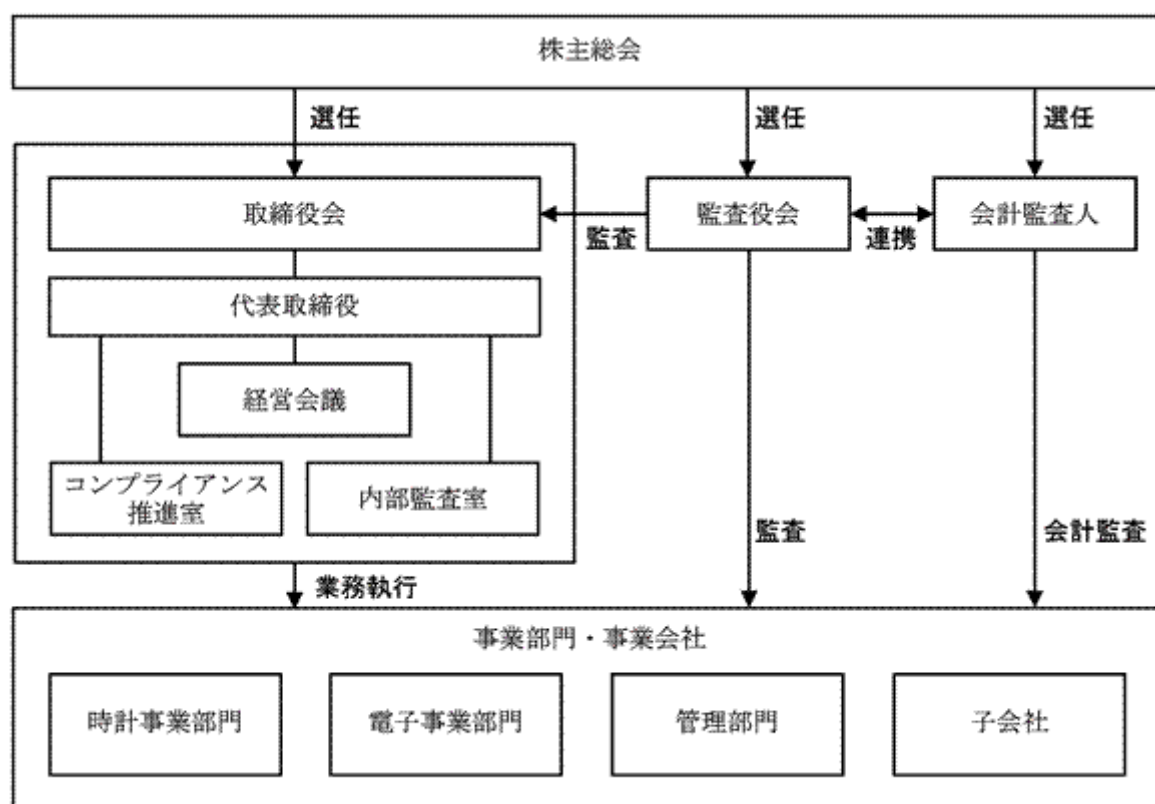 株主総会
選任
選任
選任
取締役会
監査役会
会計監査人
監査
連携
代表取締役
経営会議
コンプライアンス
推進室
内部監査室
監査
会計監査
業務執行
事業部門・事業会社
時計事業部門
電子事業部門
管理部門
子会社